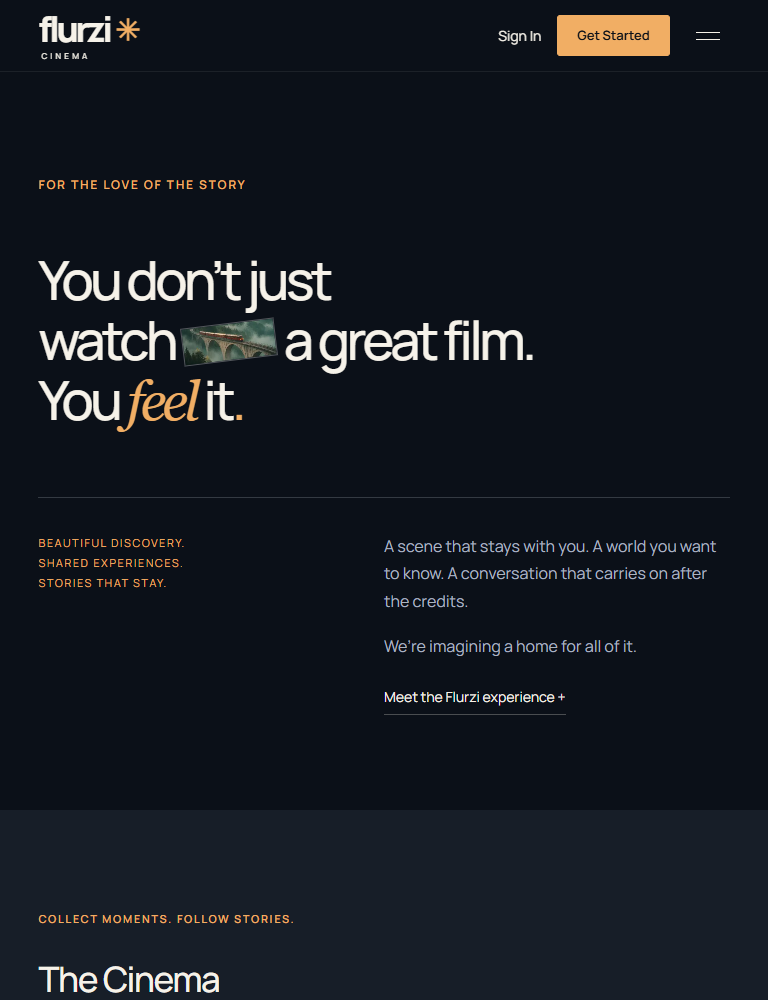 flurzi
CINEMA
Sign In
Get Started
FOR THE LOVE OF THE STORY
You don’t just
watch a great film.
You feel it.
BEAUTIFUL DISCOVERY.
SHARED EXPERIENCES.
STORIES THAT STAY.
A scene that stays with you. A world you want
to know. A conversation that carries on after
the credits.
We’re imagining a home for all of it.
Meet the Flurzi experience +
COLLECT MOMENTS. FOLLOW STORIES.
The Cinema